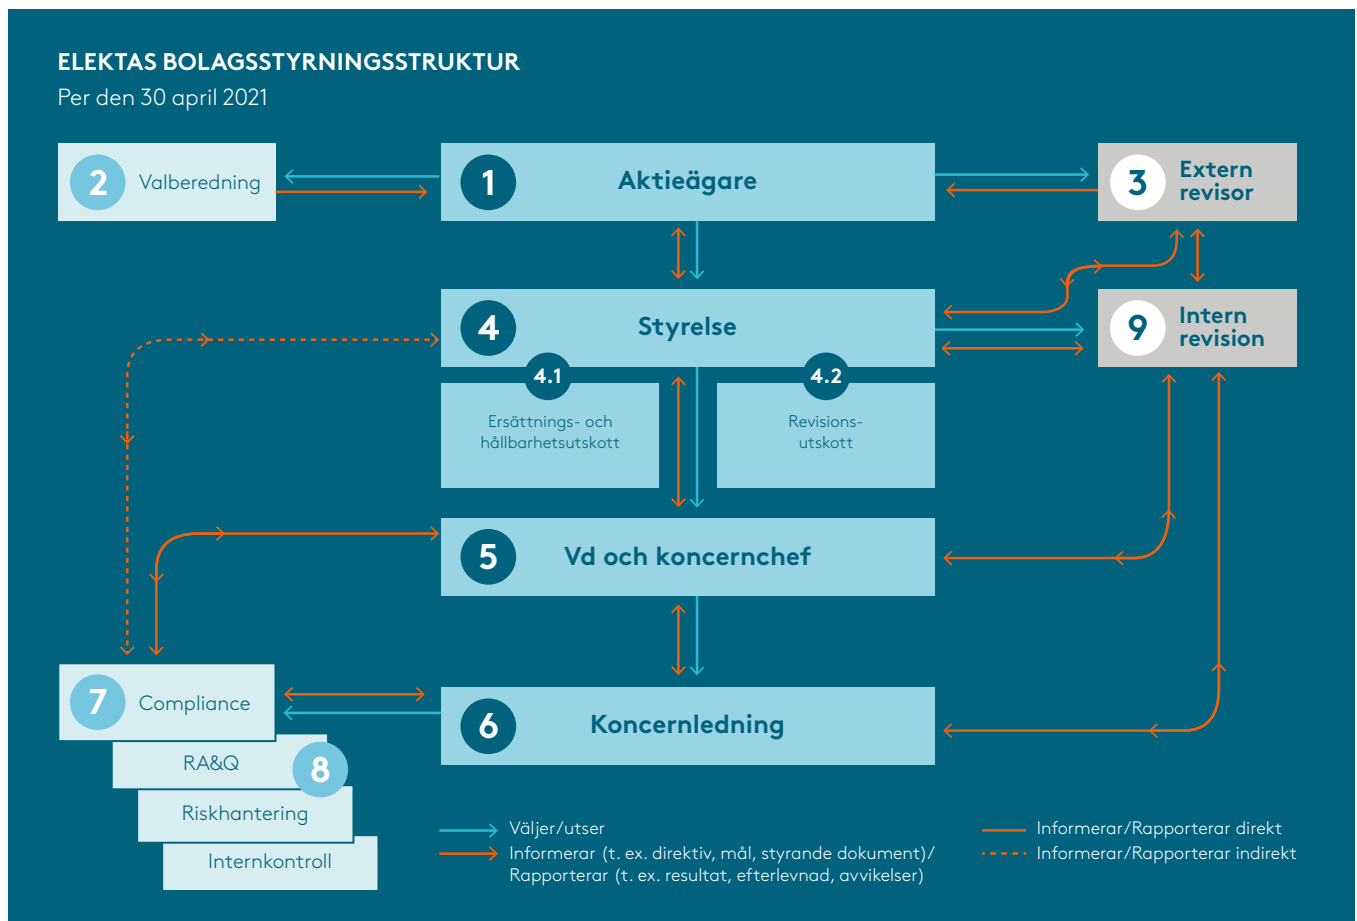 ELEKTAS BOLAGSSTYRNINGSSTRUKTUR
Per den 30 april 2021
2 Valberedning
1 Aktieägare
3 Extern
revisor
4 Styrelse
9 Intern
revision
4.1
Ersättnings- och
hållbarhetsutskott
4.2
Revisions-
utskott
5 Vd och koncernchef
7 Compliance
6 Koncernledning
RA&Q 8
Riskhantering
Internkontroll
Väljer/utser
Informerar (t. ex. direktiv, mål, styrande dokument)/
Rapporterar (t. ex. resultat, efterlevnad, avvikelser)
Informerar/Rapporterar direkt
Informerar/Rapporterar indirekt